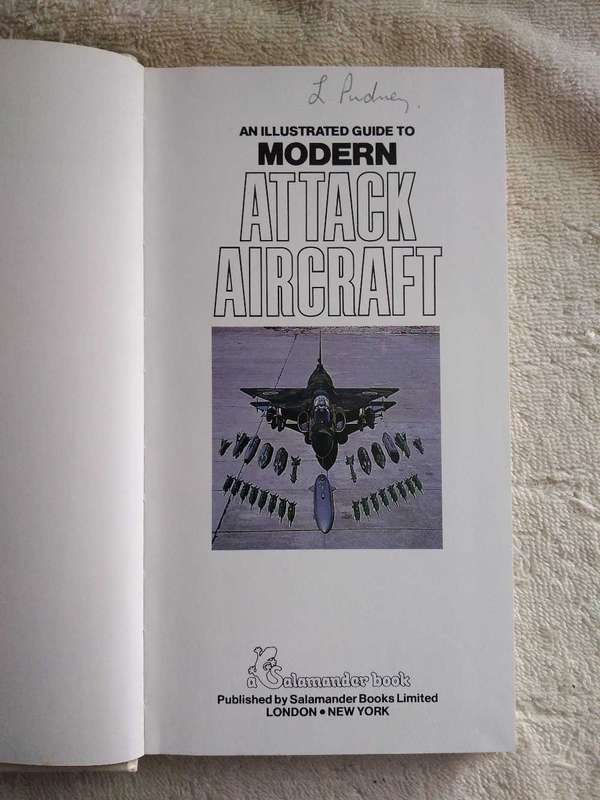 L Pudney.
AN ILLUSTRATED GUIDE TO
MODERN
ATTACK
AIRCRAFT
a Salamander book
Published by Salamander Books Limited
LONDON • NEW YORK